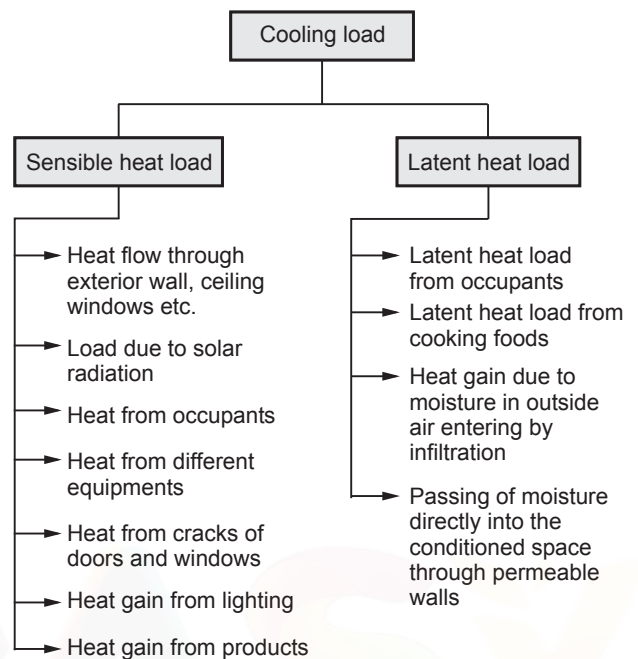 Cooling load
Sensible heat load
Latent heat load
Heat flow through
exterior wall, ceiling
windows etc.
Load due to solar
radiation
Heat from occupants
Heat from different
equipments
Heat from cracks of
doors and windows
Heat gain from lighting
Heat gain from products
Latent heat load
from occupants
Latent heat load from
cooking foods
Heat gain due to
moisture in outside
air entering by
infiltration
Passing of moisture
directly into the
conditioned space
through permeable
walls